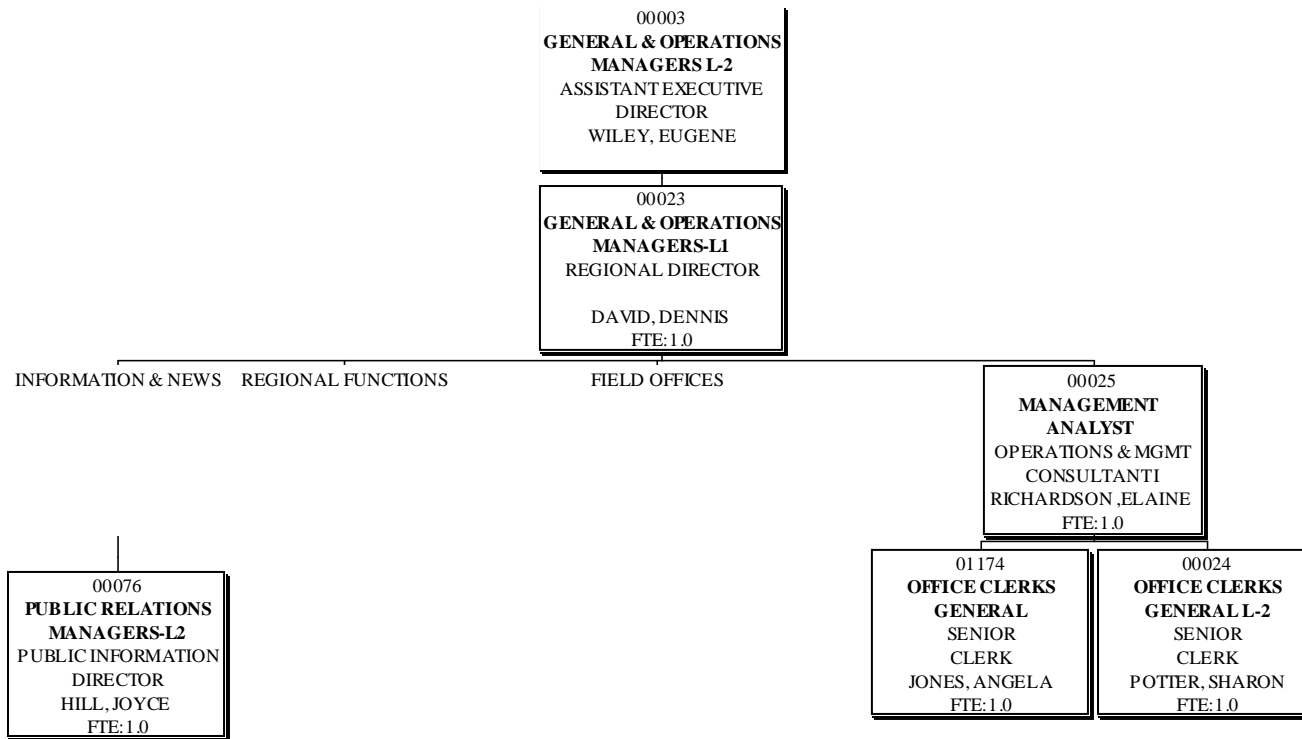 00003
GENERAL & OPERATIONS
MANAGERS L-2
ASSISTANT EXECUTIVE
DIRECTOR
WILEY, EUGENE
00023
GENERAL & OPERATIONS
MANAGERS-L1
REGIONAL DIRECTOR
DAVID, DENNIS
FTE:1.0
INFORMATION & NEWS
REGIONAL FUNCTIONS
FIELD OFFICES
00025
MANAGEMENT
ANALYST
OPERATIONS & MGMT
CONSULTANT I
RICHARDSON ,ELAINE
FTE:1.0
00076
PUBLIC RELATIONS
MANAGERS-L2
PUBLIC INFORMATION
DIRECTOR
HILL, JOYCE
FTE:1.0
01174
OFFICE CLERKS
GENERAL
SENIOR
CLERK
JONES, ANGELA
FTE:1.0
00024
OFFICE CLERKS
GENERAL L-2
SENIOR
CLERK
POTTER, SHARON
FTE:1.0